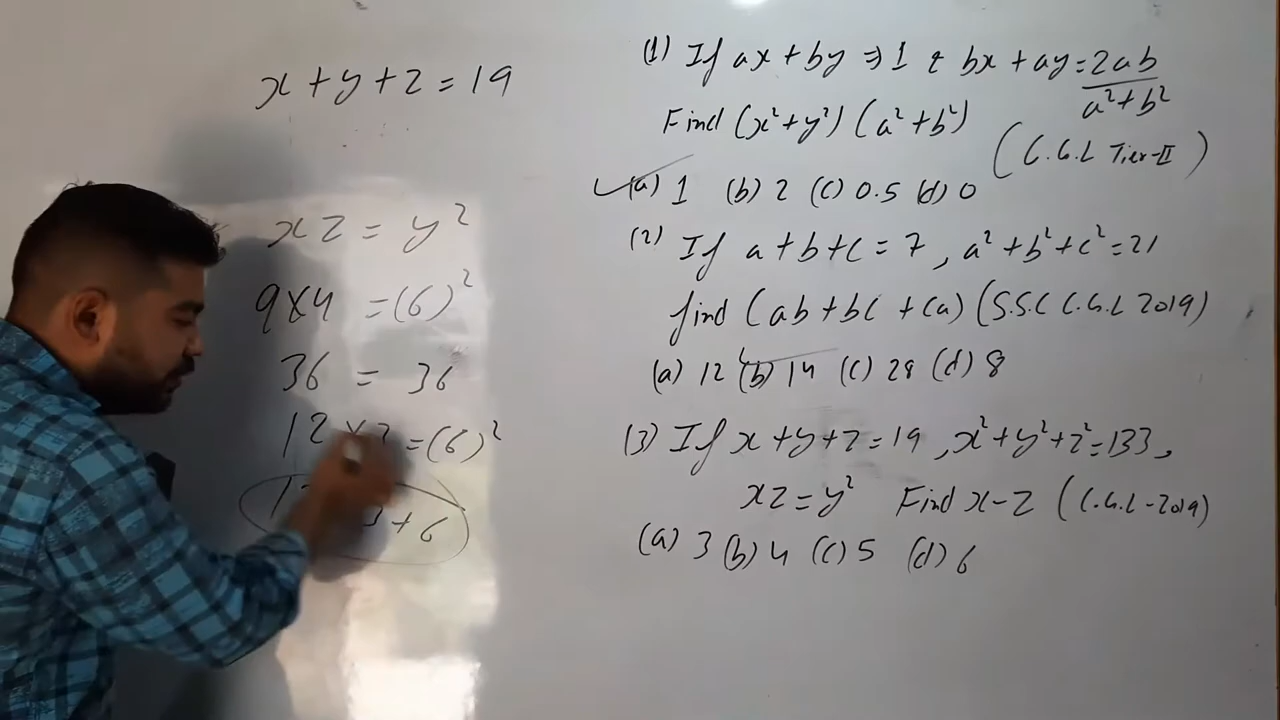 x + y + z = 19
xz = y²
9×4 = (6)²
36 = 36
12 × 3 = (6)²
3 + 6
(1) If ax + by ⇒ 1 & bx + ay = 2ab / a² + b²
Find (x² + y²) (a² + b²)
(C.G.L Tier-II)
(a) 1 (b) 2 (c) 0.5 (d) 0
(2) If a + b + c = 7, a² + b² + c² = 21
find (ab + bc + ca) (S.S.C C.G.L 2019)
(a) 12 (b) 14 (c) 28 (d) 8
(3) If x + y + z = 19, x² + y² + z² = 133,
xz = y² Find x - z (C.G.L - 2019)
(a) 3 (b) 4 (c) 5 (d) 6